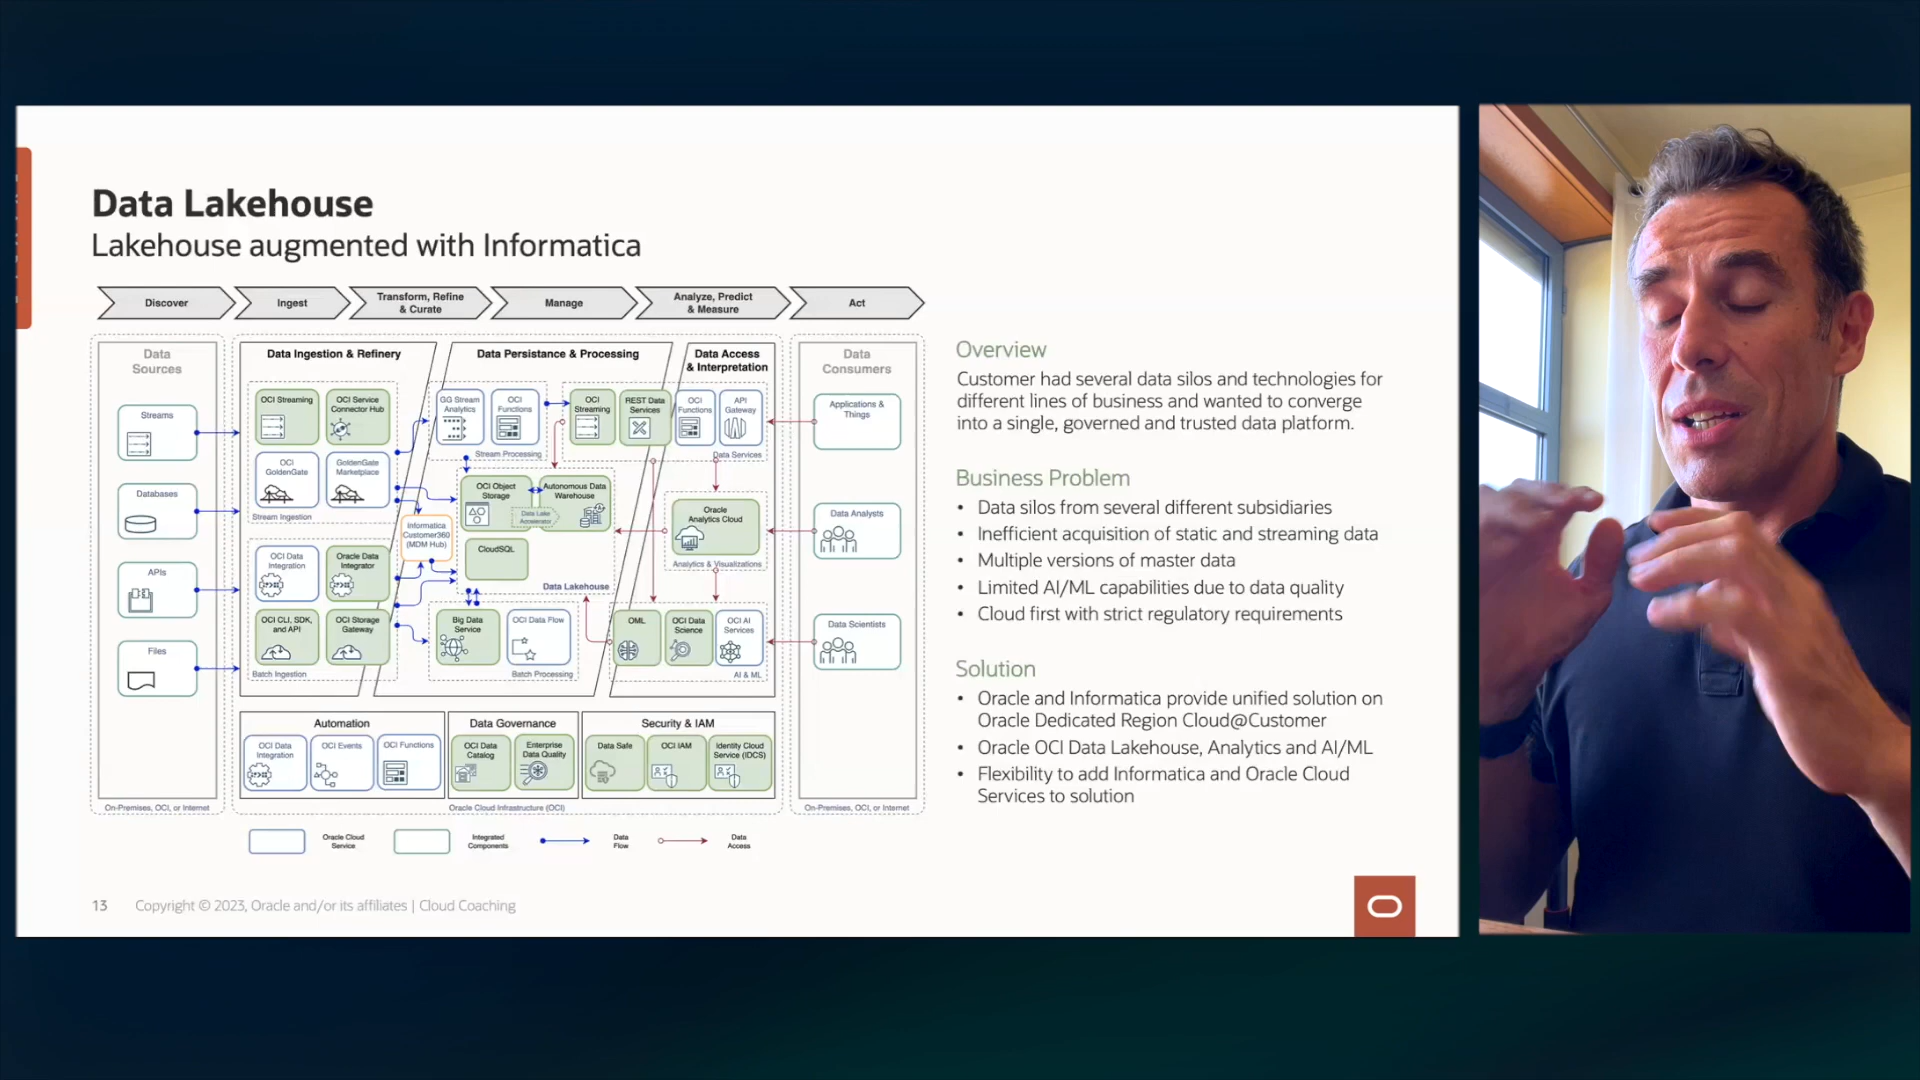 Data Lakehouse
Lakehouse augmented with Informatica
Discover
Ingest
Transform, Refine
& Curate
Manage
Analyze, Predict
& Measure
Act
Data
Sources
Streams
Databases
APIs
Files
On-Premises, OCI, or Internet
Data Ingestion & Refinery
OCI Streaming
OCI Service
Connector Hub
OCI
GoldenGate
GoldenGate
Marketplace
Stream Ingestion
Informatica
Customer360
(MDM Hub)
OCI Data
Integration
Oracle Data
Integrator
OCI CLI, SDK,
and API
OCI Storage
Gateway
Batch Ingestion
Data Persistance & Processing
GG Stream
Analytics
OCI
Functions
Stream Processing
OCI
Streaming
REST Data
Services
OCI Object
Storage
Autonomous Data
Warehouse
Data Lake
Accelerator
CloudSQL
Data Lakehouse
Big Data
Service
OCI Data Flow
Batch Processing
Data Access
& Interpretation
OCI
Functions
API
Gateway
Data Services
Oracle
Analytics Cloud
Analytics & Visualizations
OML
OCI Data
Science
OCI AI
Services
AI & ML
Data
Consumers
Applications &
Things
Data Analysts
Data Scientists
On-Premises, OCI, or Internet
Automation
OCI Data
Integration
OCI Events
OCI Functions
Data Governance
OCI Data
Catalog
Enterprise
Data Quality
Security & IAM
Data Safe
OCI IAM
Identity Cloud
Service (IDCS)
Oracle Cloud Infrastructure (OCI)
Oracle Cloud
Service
Integrated
Components
Data
Flow
Data
Access
Overview
Customer had several data silos and technologies for
different lines of business and wanted to converge
into a single, governed and trusted data platform.
Business Problem
• Data silos from several different subsidiaries
• Inefficient acquisition of static and streaming data
• Multiple versions of master data
• Limited AI/ML capabilities due to data quality
• Cloud first with strict regulatory requirements
Solution
• Oracle and Informatica provide unified solution on
Oracle Dedicated Region Cloud@Customer
• Oracle OCI Data Lakehouse, Analytics and AI/ML
• Flexibility to add Informatica and Oracle Cloud
Services to solution
13 Copyright © 2023, Oracle and/or its affiliates | Cloud Coaching